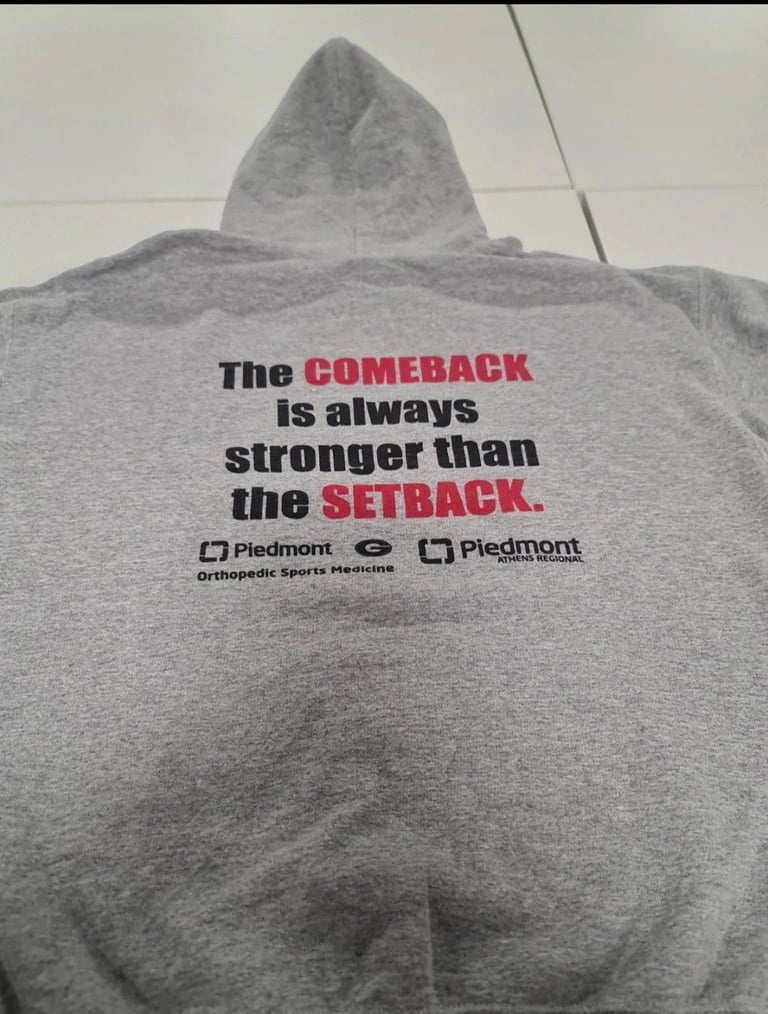 The COMEBACK
is always
stronger than
the SETBACK.
Piedmont G Piedmont
Orthopedic Sports Medicine ATHENS REGIONAL